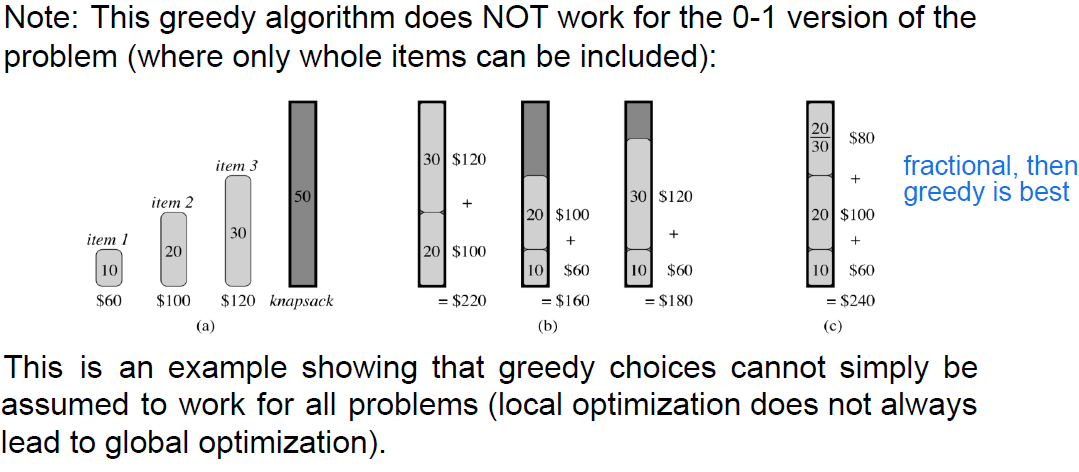 Note: This greedy algorithm does NOT work for the 0-1 version of the
problem (where only whole items can be included):
item 1
10
$60
item 2
20
$100
item 3
30
$120
50
knapsack
(a)
30 $120
+
20 $100
= $220
20 $100
+
10 $60
= $160
30 $120
+
10 $60
= $180
(b)
20
30
$80
+
20 $100
+
10 $60
= $240
(c)
fractional, then
greedy is best
This is an example showing that greedy choices cannot simply be
assumed to work for all problems (local optimization does not always
lead to global optimization).